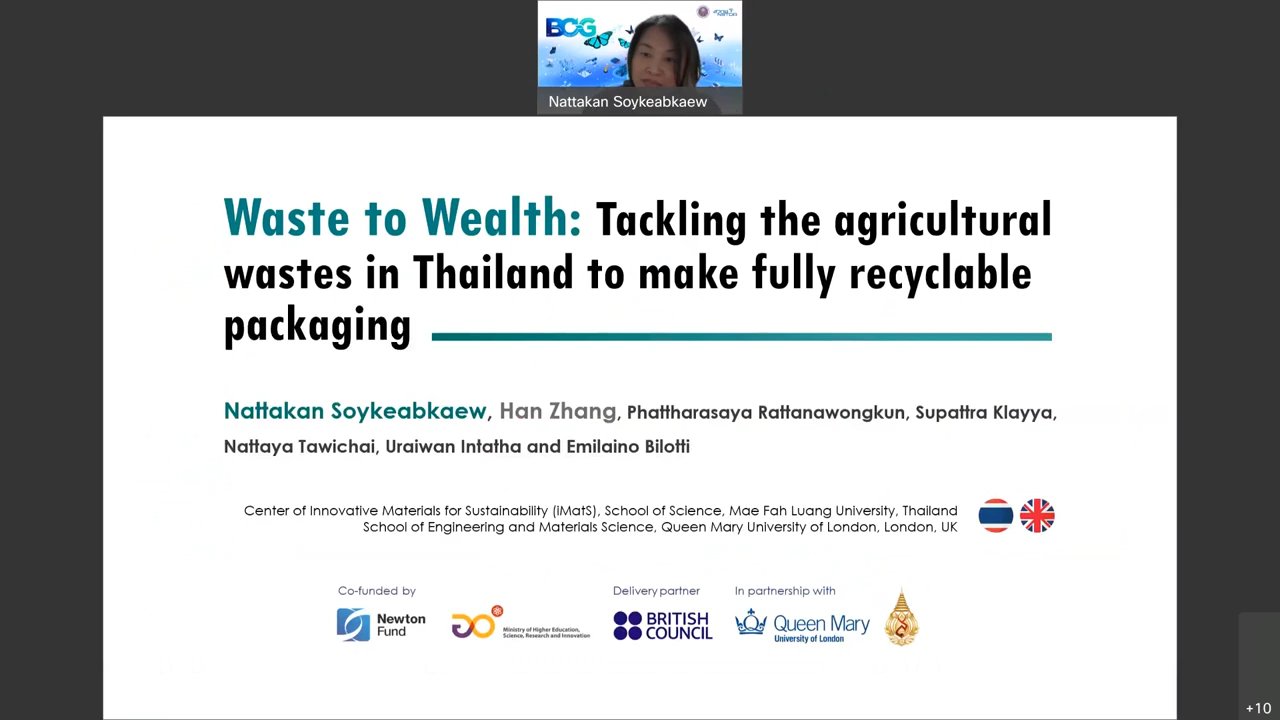 BCG
Nattakan Soykeabkaew
Waste to Wealth: Tackling the agricultural
wastes in Thailand to make fully recyclable
packaging
Nattakan Soykeabkaew, Han Zhang, Phattharasaya Rattanawongkun, Supattra Klayya,
Nattaya Tawichai, Uraiwan Intatha and Emilaino Bilotti
Center of Innovative Materials for Sustainability (iMatS), School of Science, Mae Fah Luang University, Thailand
School of Engineering and Materials Science, Queen Mary University of London, London, UK
Co-funded by
Delivery partner
In partnership with
Newton
Fund
Ministry of Higher Education,
Science, Research and Innovation
BRITISH
COUNCIL
Queen Mary
University of London
+10